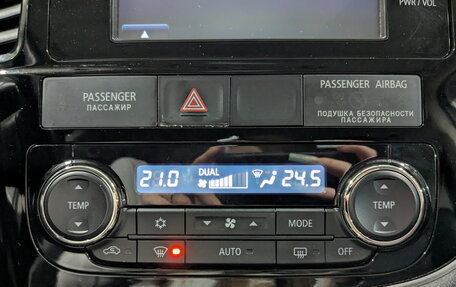 PWR / VOL
PASSENGER
ПАССАЖИР
PASSENGER AIRBAG
ПОДУШКА БЕЗОПАСНОСТИ
ПАССАЖИРА
21.0 DUAL 24.5
TEMP
TEMP
MODE
AUTO
OFF